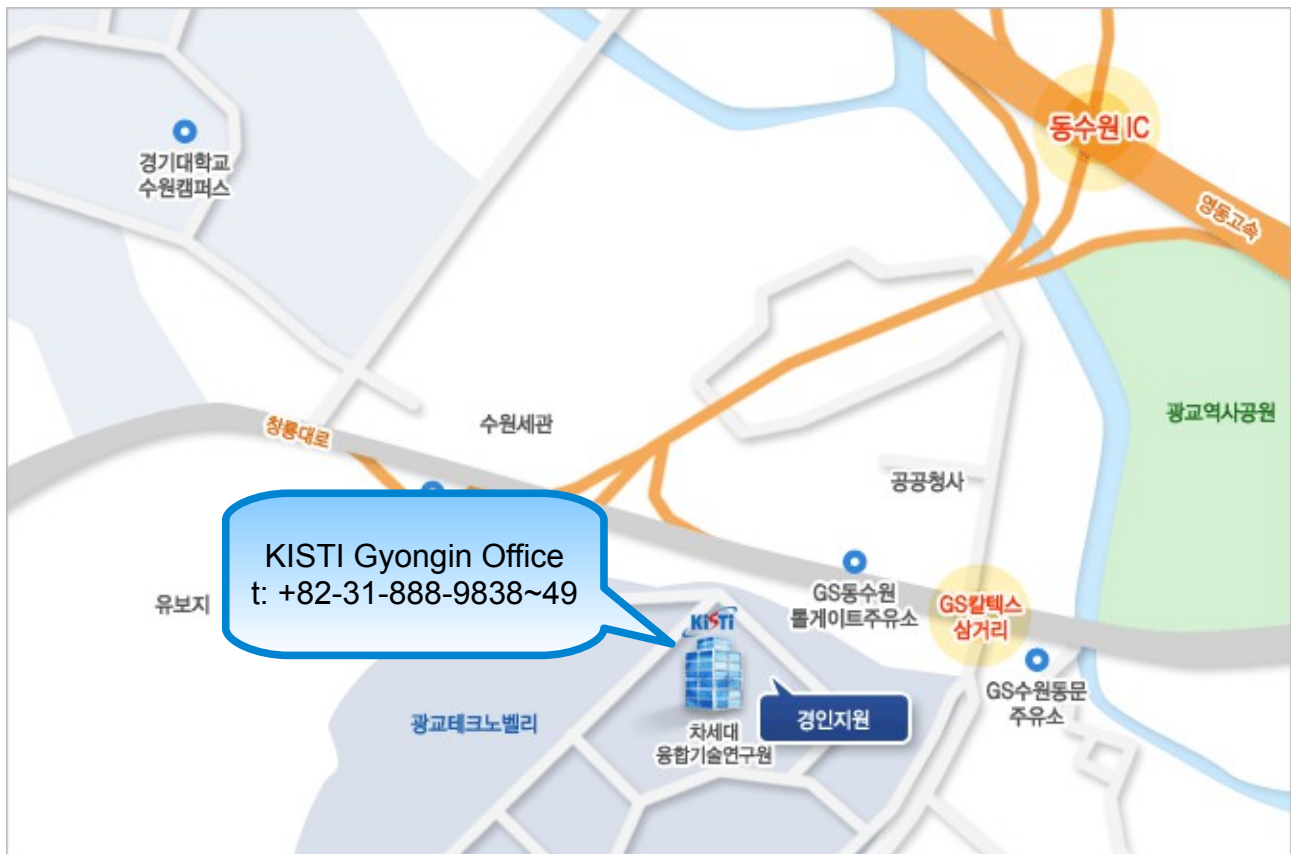 동수원 IC
경기대학교
수원캠퍼스
영동고속
광교역사공원
수원세관
창룡대로
공공청사
KISTI Gyongin Office
t: +82-31-888-9838~49
GS동수원
톨게이트주유소
GS칼텍스
삼거리
유보지
KISTI
GS수원동문
주유소
광교테크노벨리
경인지원
차세대
융합기술연구원